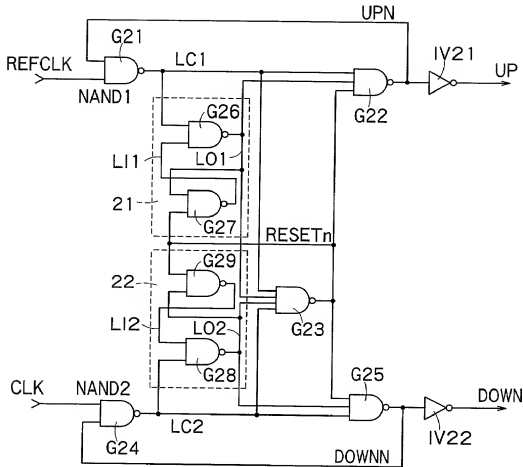 UPN
G21
IV21
REFCLK
LC1
UP
NAND1
G22
G26
LI1
LO1
21
G27
RESETn
G29
22
G23
LI2
LO2
G25
G28
CLK
NAND2
DOWN
LC2
G24
IV22
DOWNN